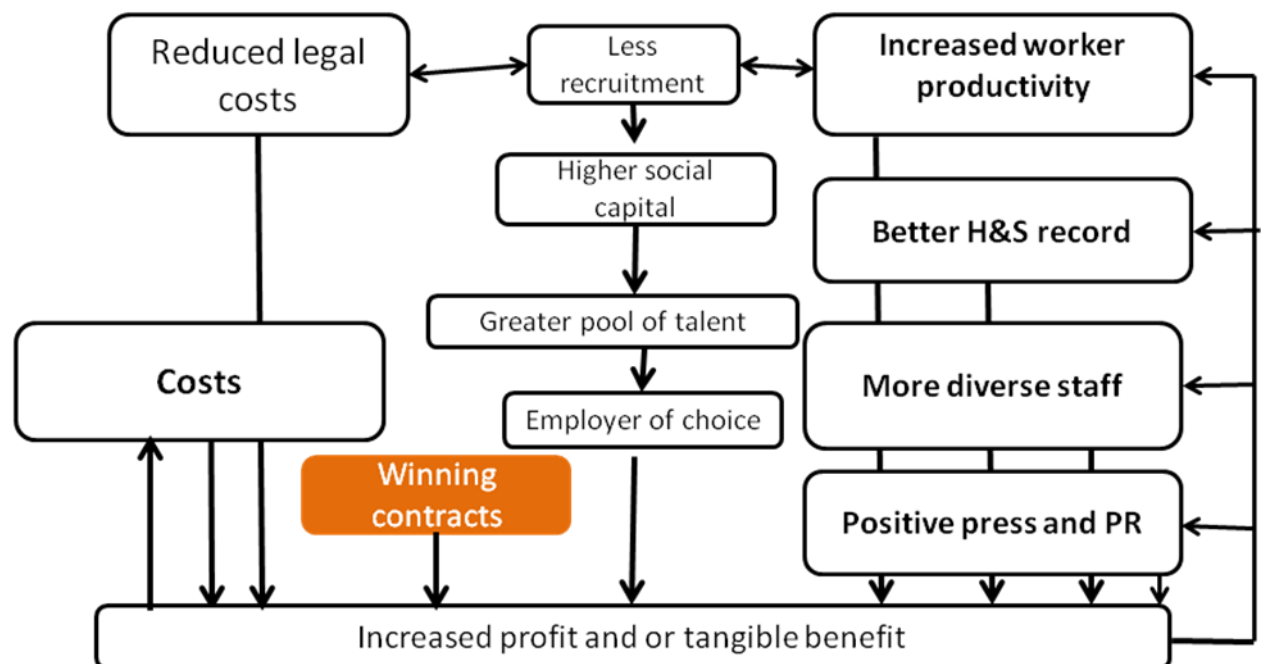 Reduced legal
costs
Less
recruitment
Increased worker
productivity
Higher social
capital
Better H&S record
Greater pool of talent
Costs
More diverse staff
Employer of choice
Winning
contracts
Positive press and PR
Increased profit and or tangible benefit